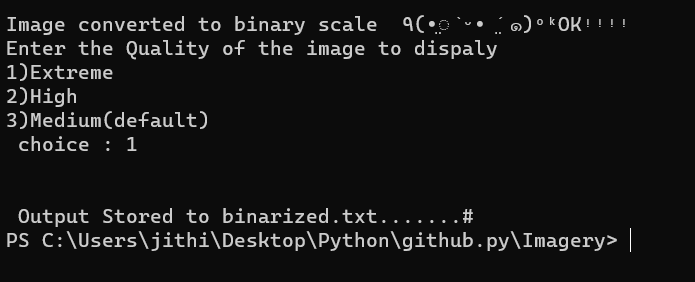 Image converted to binary scale  ٩(•̤̀ᵕ•̤́๑)ᵒᵏOKᵎᵎᵎᵎ
Enter the Quality of the image to dispaly
1)Extreme
2)High
3)Medium(default)
 choice : 1
 Output Stored to binarized.txt.......#
PS C:\Users\jithi\Desktop\Python\github.py\Imagery>